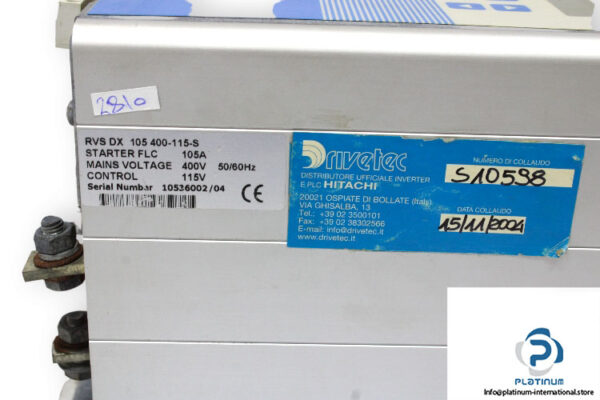 2810
RVS DX 105 400-115-S
STARTER FLC 105A
MAINS VOLTAGE 400V 50/60Hz
CONTROL 115V
Serial Number 10536002/04
CE
Drivetec
DISTRIBUTORE UFFICIALE INVERTER
E PLC HITACHI
20021 OSPIATE DI BOLLATE (Italy)
VIA GHISALBA, 13
Tel.: +39 02 3500101
Fax: +39 02 38302566
E-mail: info@drivetec.it
www.drivetec.it
NUMERO DI COLLAUDO
S10598
DATA COLLAUDO
15/11/2004
PLATINUM
Info@platinum-international.store